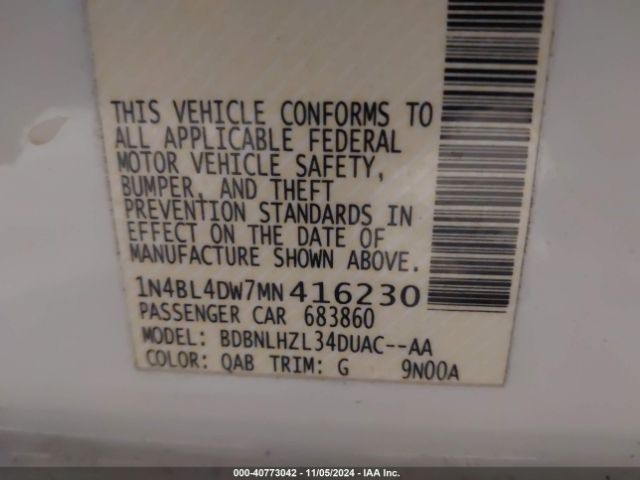 THIS VEHICLE CONFORMS TO
ALL APPLICABLE FEDERAL
MOTOR VEHICLE SAFETY,
BUMPER, AND THEFT
PREVENTION STANDARDS IN
EFFECT ON THE DATE OF
MANUFACTURE SHOWN ABOVE.
1N4BL4DW7MN 416230
PASSENGER CAR 683860
MODEL: BDBNLHZL34DUAC--AA
COLOR: QAB TRIM: G 9N00A
000-40773042 - 11/05/2024 - IAA Inc.